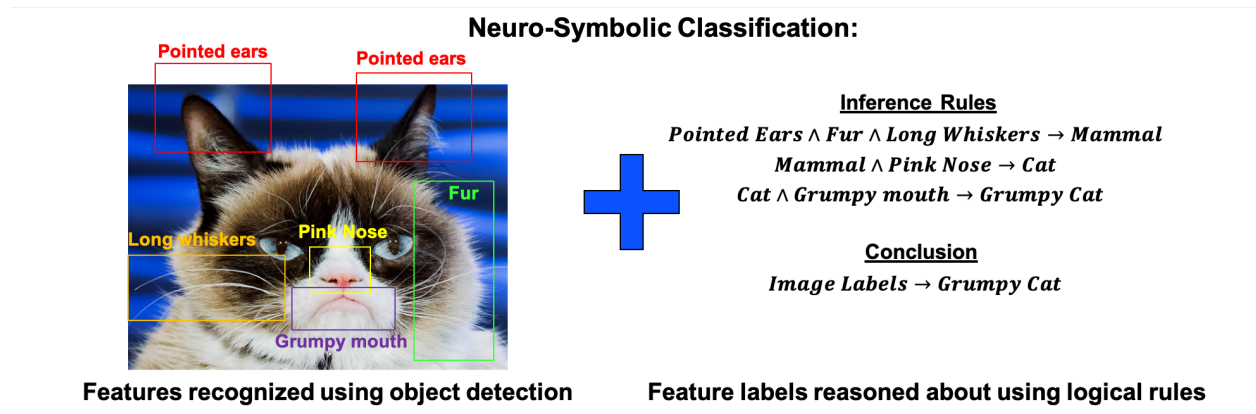 Neuro-Symbolic Classification:
Pointed ears
Pointed ears
Fur
Pink Nose
Long whiskers
Grumpy mouth
Features recognized using object detection
Inference Rules
Pointed Ears ∧ Fur ∧ Long Whiskers → Mammal
Mammal ∧ Pink Nose → Cat
Cat ∧ Grumpy mouth → Grumpy Cat
Conclusion
Image Labels → Grumpy Cat
Feature labels reasoned about using logical rules